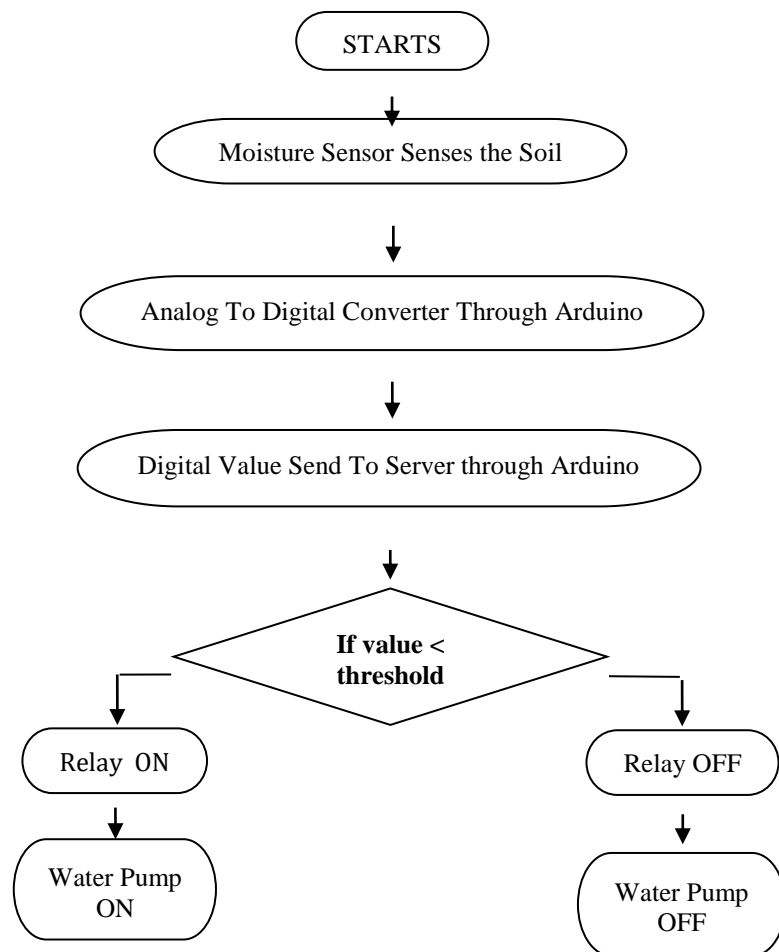 STARTS
Moisture Sensor Senses the Soil
Analog To Digital Converter Through Arduino
Digital Value Send To Server through Arduino
If value <
threshold
Relay ON
Relay OFF
Water Pump
ON
Water Pump
OFF